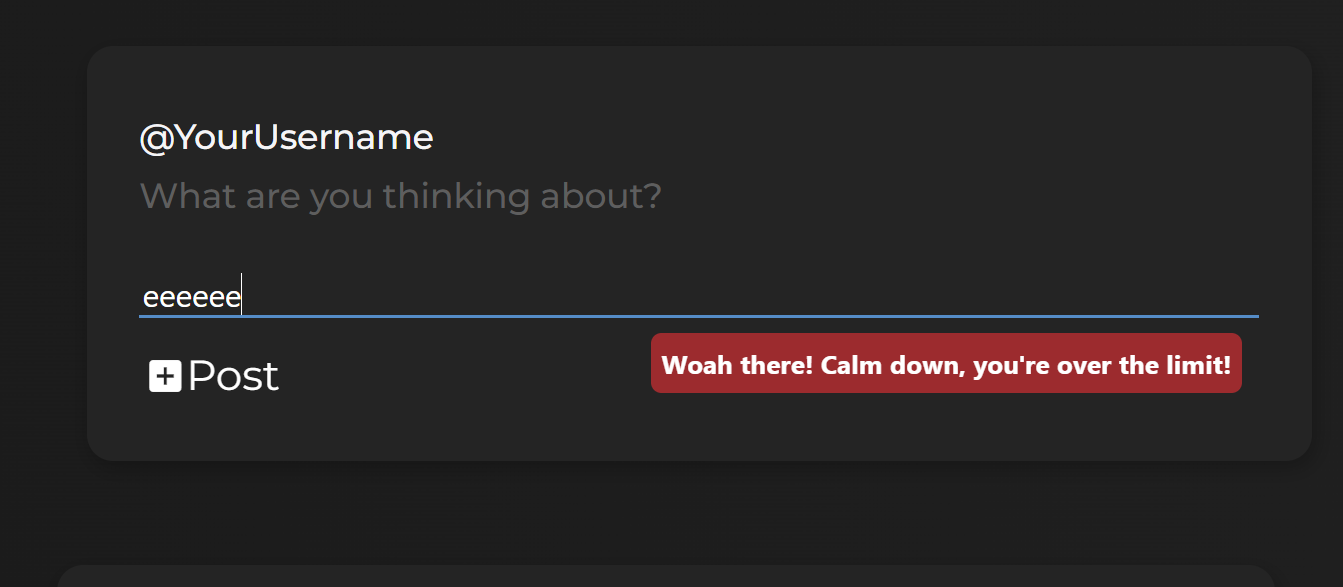 @YourUsername
What are you thinking about?
eeeeee
Post
Woah there! Calm down, you're over the limit!